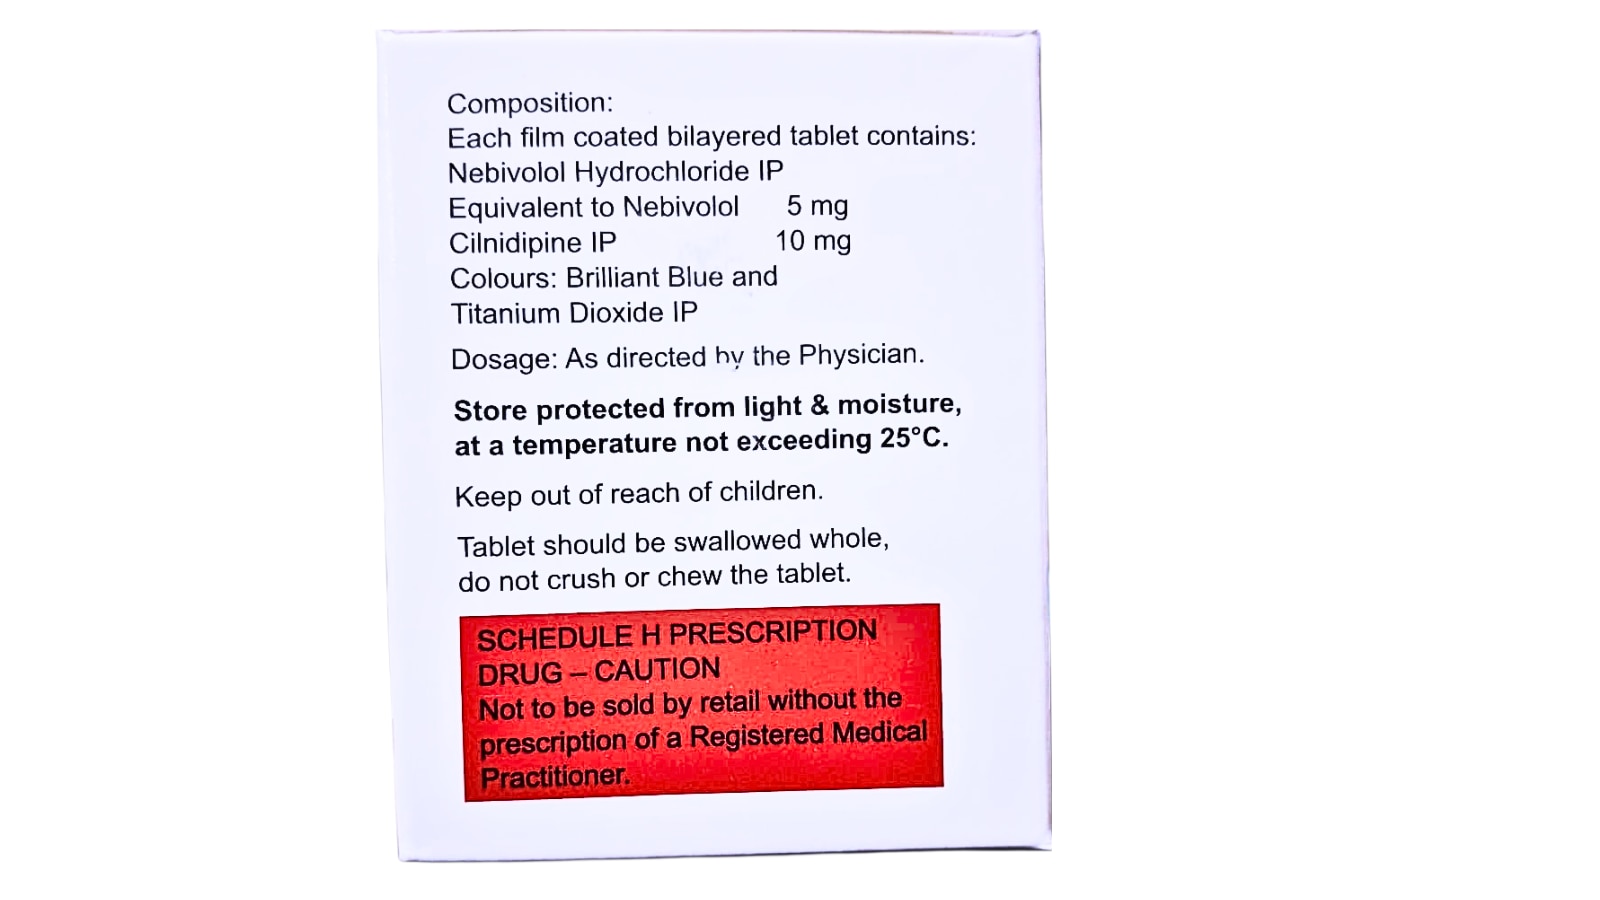 Composition:
Each film coated bilayered tablet contains:
Nebivolol Hydrochloride IP
Equivalent to Nebivolol 5 mg
Cilnidipine IP 10 mg
Colours: Brilliant Blue and
Titanium Dioxide IP
Dosage: As directed by the Physician.
Store protected from light & moisture,
at a temperature not exceeding 25°C.
Keep out of reach of children.
Tablet should be swallowed whole,
do not crush or chew the tablet.
SCHEDULE H PRESCRIPTION
DRUG – CAUTION
Not to be sold by retail without the
prescription of a Registered Medical
Practitioner.